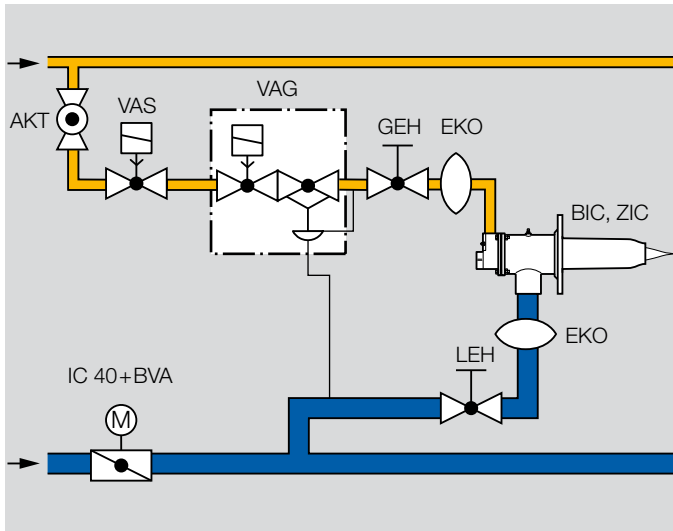 VAG
VAS
AKT
GEH
EKO
BIC, ZIC
EKO
LEH
IC 40+BVA
M